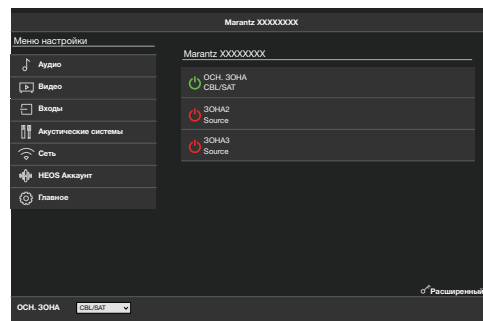 Marantz XXXXXXXX
Меню настройки
Аудио
Видео
Входы
Акустические системы
Сеть
HEOS Аккаунт
Главное
Marantz XXXXXXXX
ОСН. ЗОНА
CBL/SAT
ЗОНА2
Source
ЗОНА3
Source
Расширенный
ОСН. ЗОНА CBL/SAT